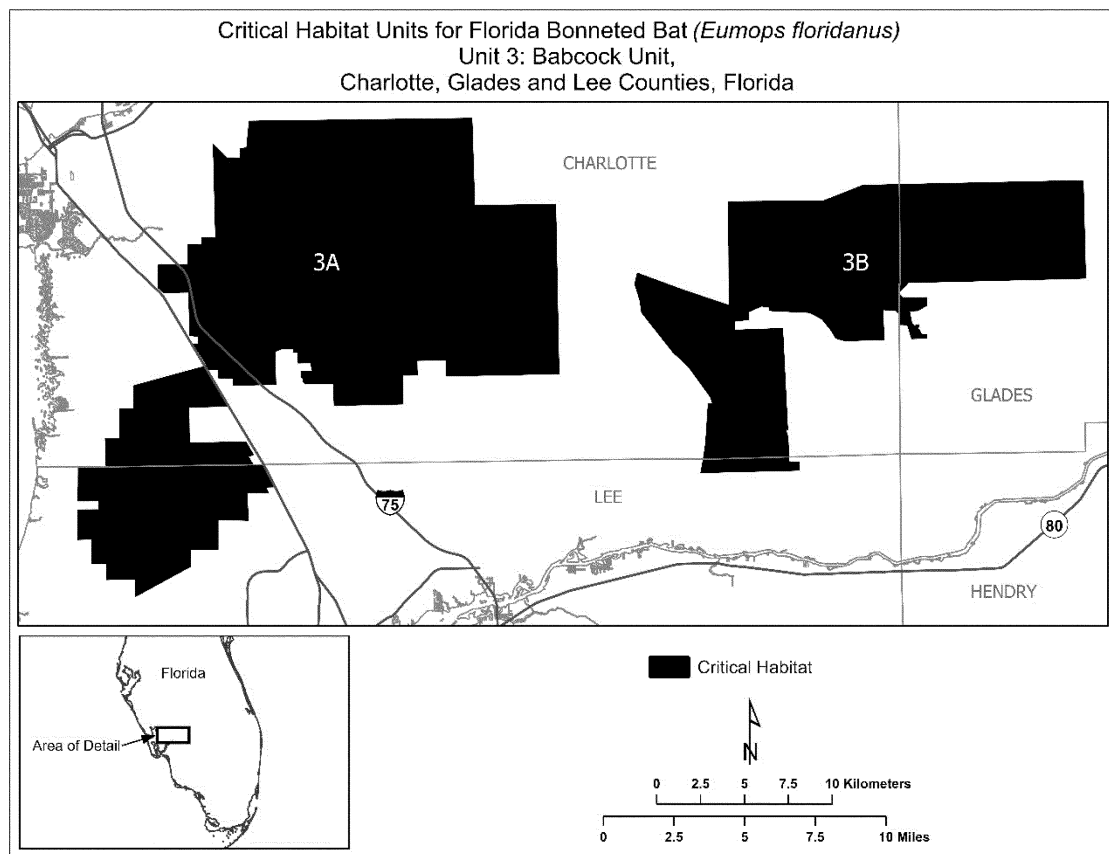 Critical Habitat Units for Florida Bonneted Bat (Eumops floridanus)
Unit 3: Babcock Unit,
Charlotte, Glades and Lee Counties, Florida
CHARLOTTE
3A
3B
GLADES
LEE
75
80
HENDRY
Florida
Area of Detail
Critical Habitat
N
0 2.5 5 7.5 10 Kilometers
0 2.5 5 7.5 10 Miles